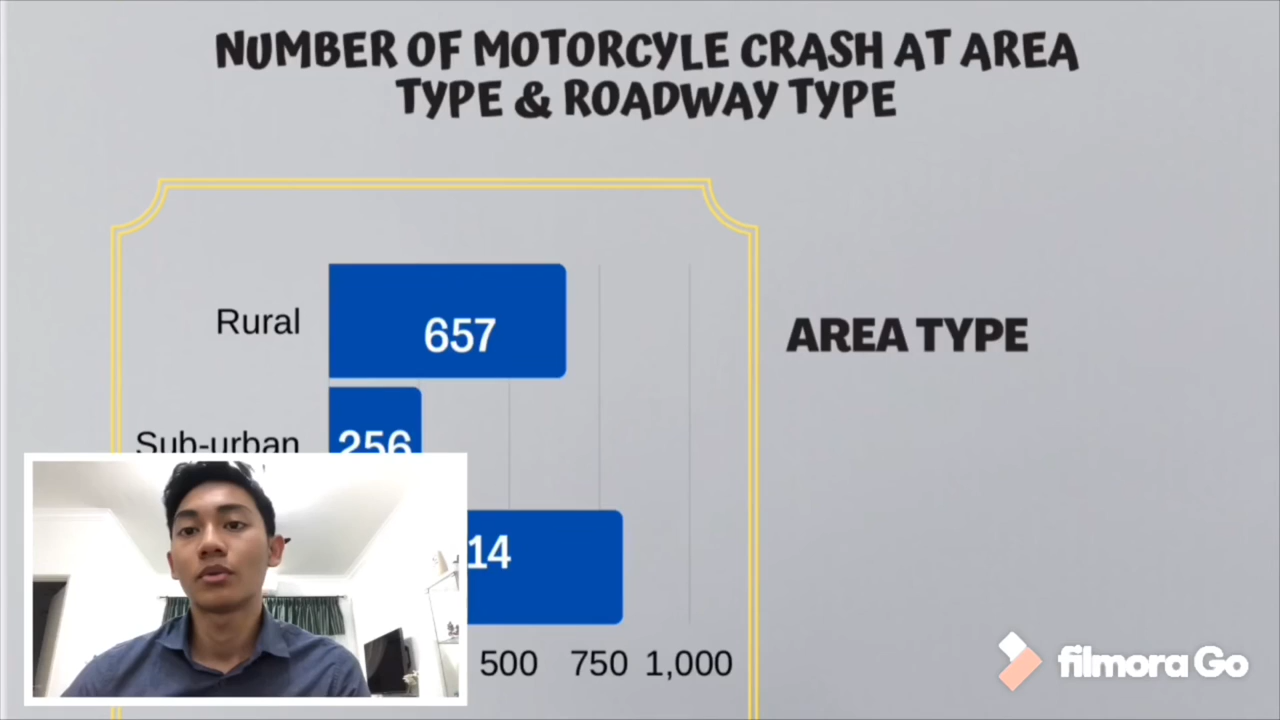 NUMBER OF MOTORCYLE CRASH AT AREA
TYPE & ROADWAY TYPE
Rural
657
AREA TYPE
Sub-urban
256
14
500 750 1,000
filmora Go